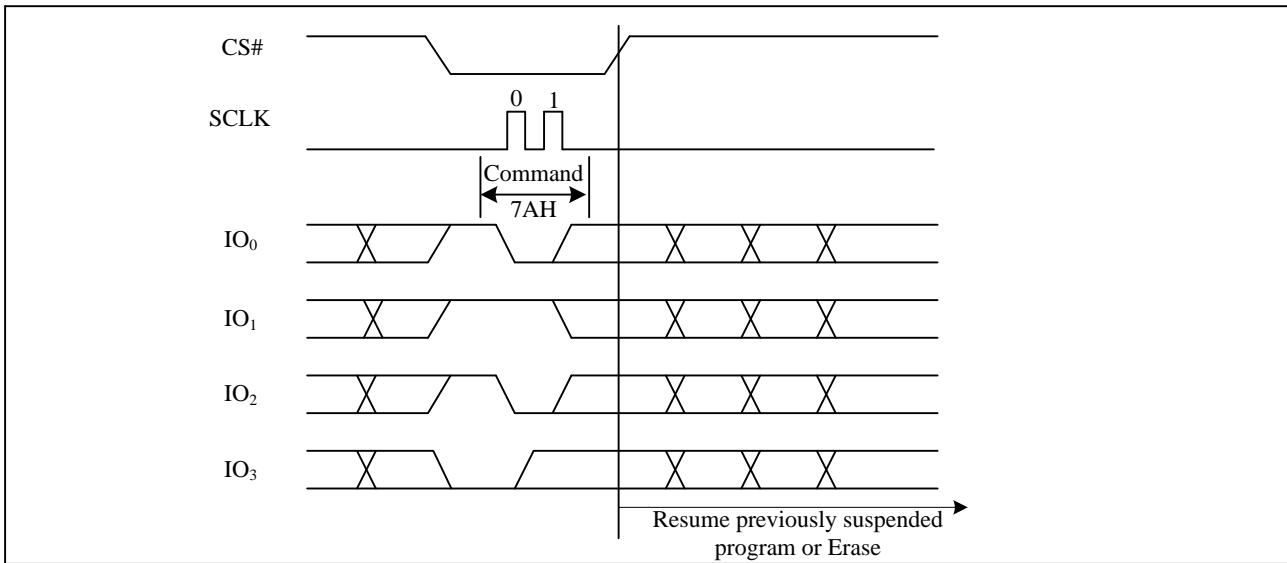 CS#
0 1
SCLK
Command
7AH
IO₀
IO₁
IO₂
IO₃
Resume previously suspended
program or Erase